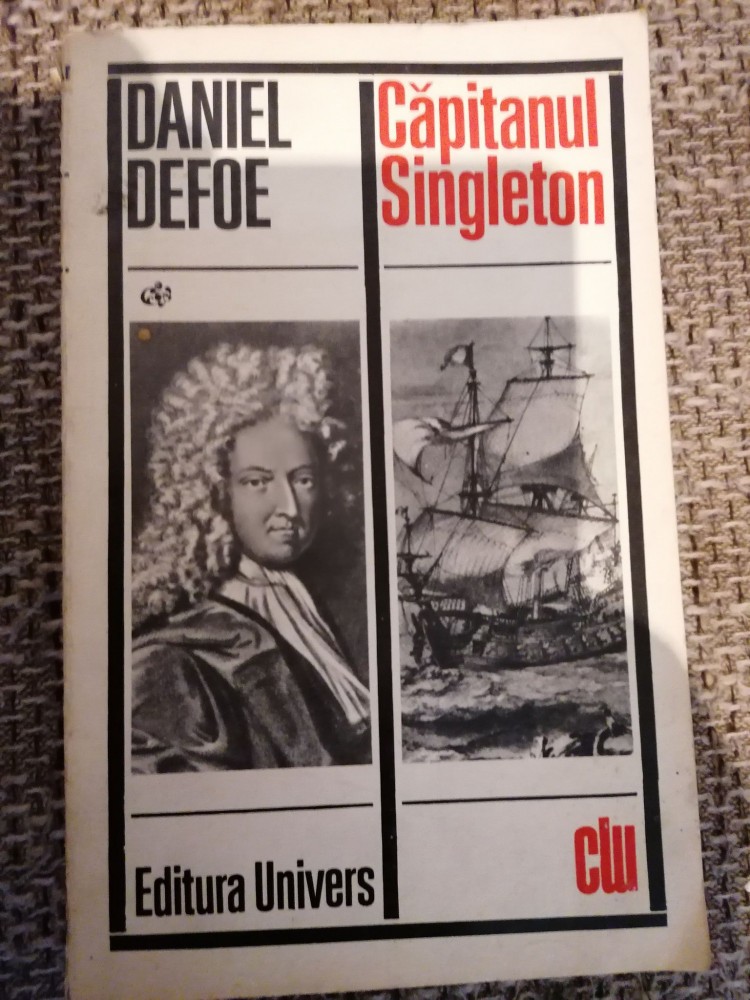 DANIEL
DEFOE
Căpitanul
Singleton
Editura Univers
clu